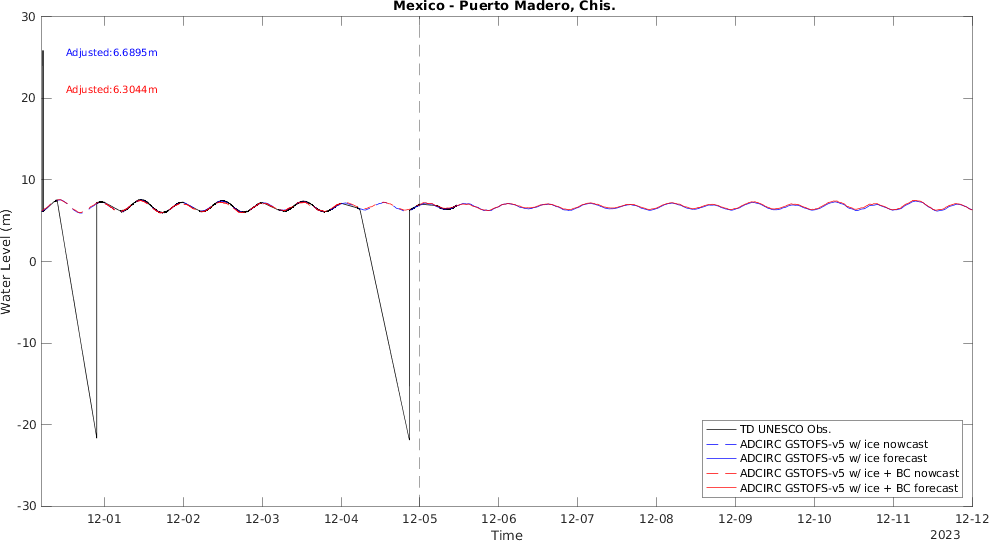 Mexico - Puerto Madero, Chis.
30
20
10
0
-10
-20
-30
Water Level (m)
Adjusted:6.6895m
Adjusted:6.3044m
TD UNESCO Obs.
ADCIRC GSTOFS-v5 w/ ice nowcast
ADCIRC GSTOFS-v5 w/ ice forecast
ADCIRC GSTOFS-v5 w/ ice + BC nowcast
ADCIRC GSTOFS-v5 w/ ice + BC forecast
12-01 12-02 12-03 12-04 12-05 12-06 12-07 12-08 12-09 12-10 12-11 12-12
Time
2023